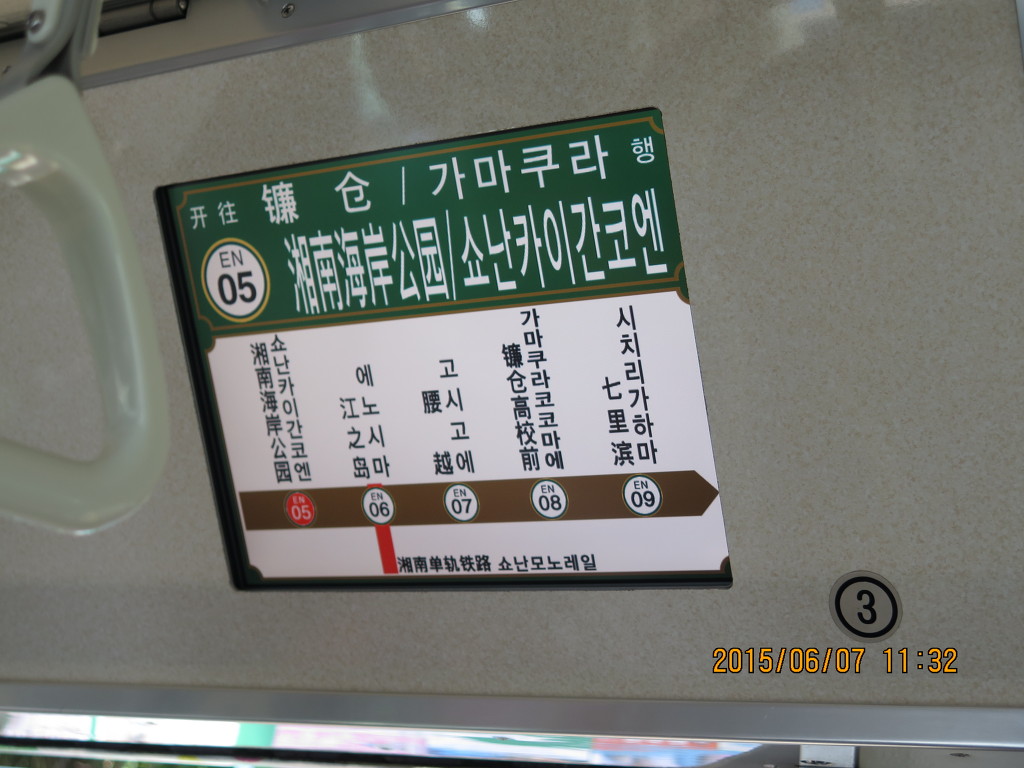 开往 镰 仓 / 가마쿠라 행
EN
05
湘南海岸公园/쇼난카이간코엔
湘南海岸公园
쇼난카이간코엔
江之岛
에노시마
腰越
고시고에
镰仓高校前
가마쿠라코코마에
七里滨
시치리가하마
EN
05
EN
06
EN
07
EN
08
EN
09
湘南单轨铁路 쇼난모노레일
3
2015/06/07 11:32